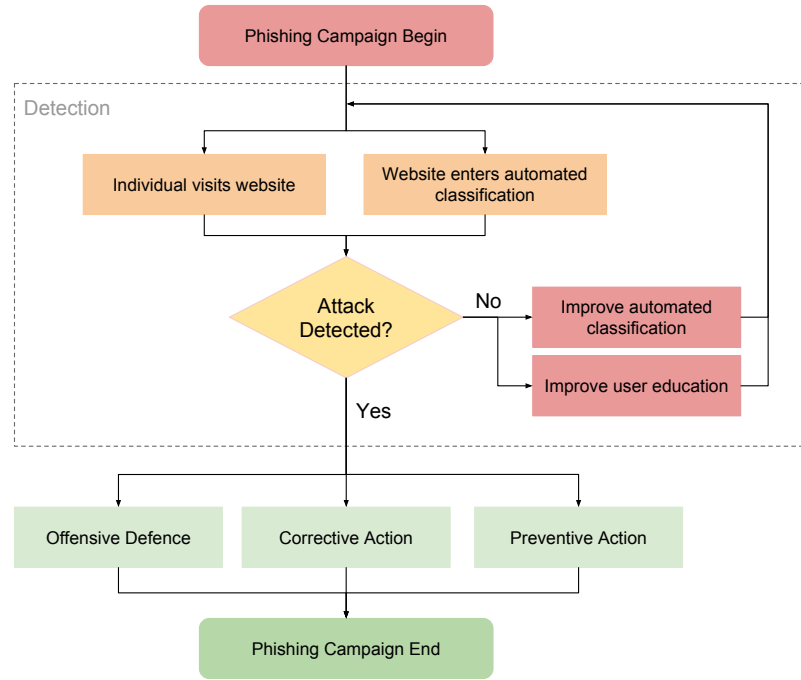 Phishing Campaign Begin
Detection
Individual visits website
Website enters automated
classification
Attack
Detected?
No
Improve automated
classification
Improve user education
Yes
Offensive Defence
Corrective Action
Preventive Action
Phishing Campaign End